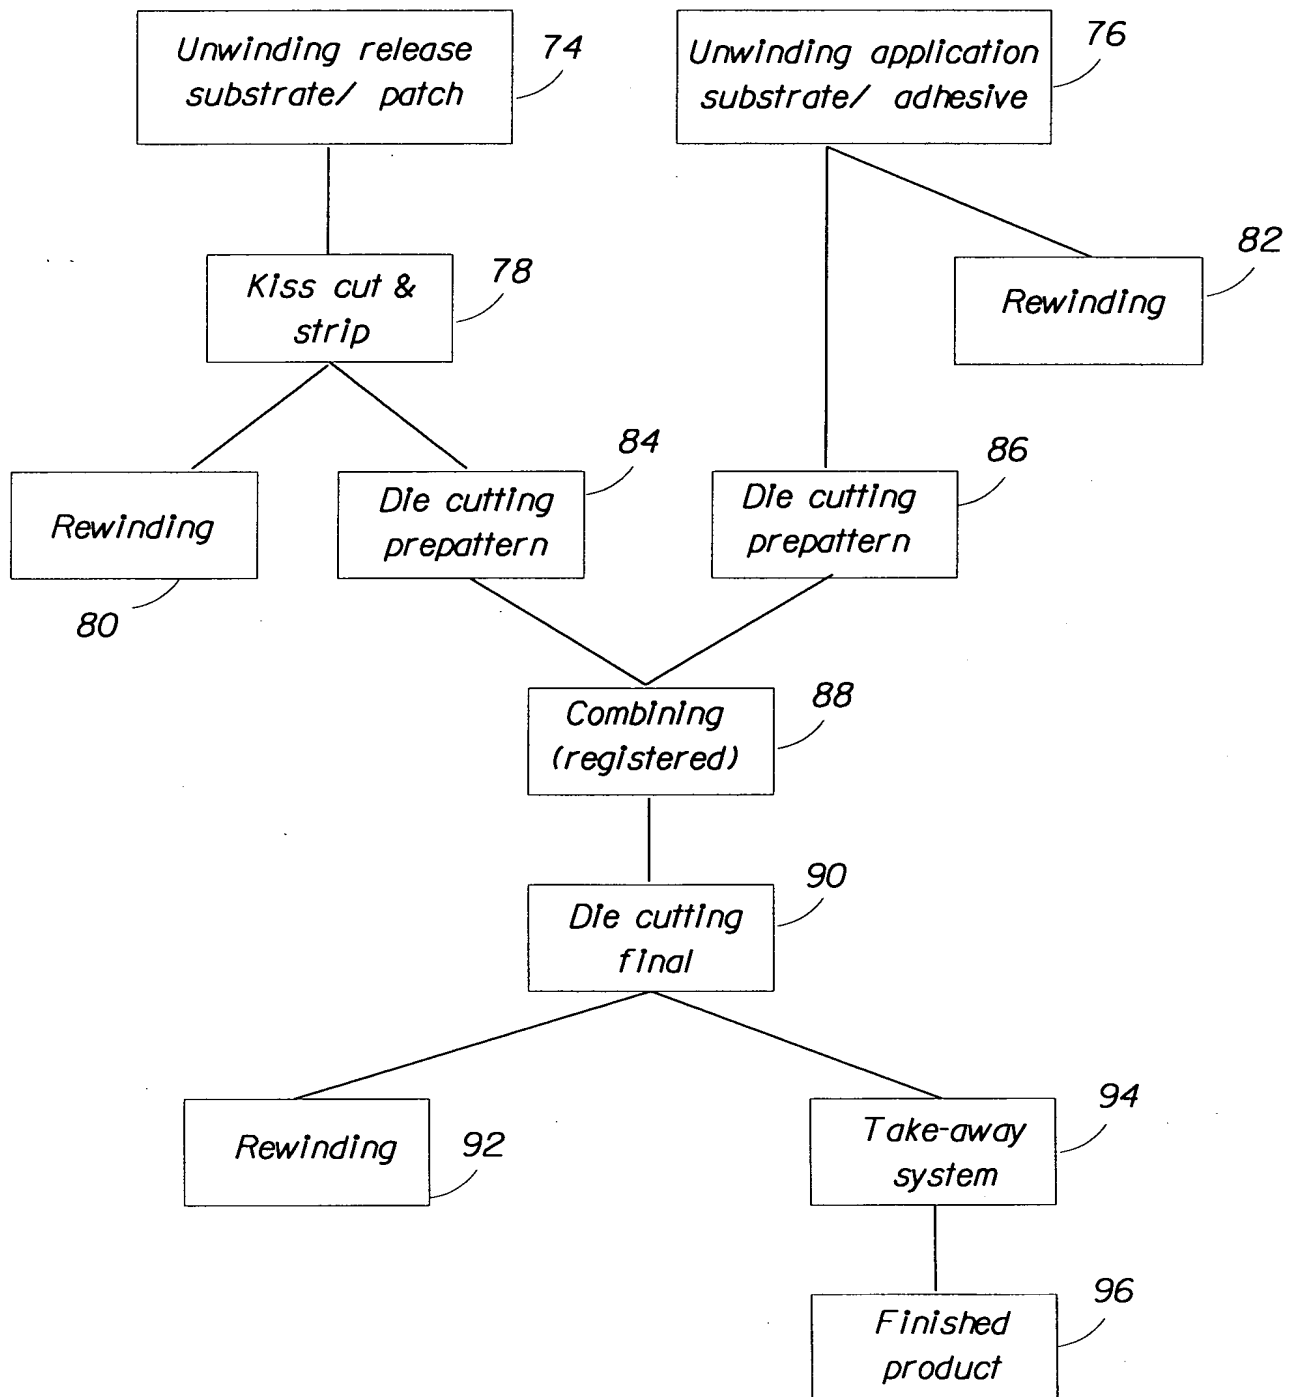 Unwinding release
substrate/ patch
74
Unwinding application
substrate/ adhesive
76
Kiss cut &
strip
78
Rewinding
82
Rewinding
80
Die cutting
prepattern
84
Die cutting
prepattern
86
Combining
(registered)
88
Die cutting
final
90
Rewinding
92
Take-away
system
94
Finished
product
96